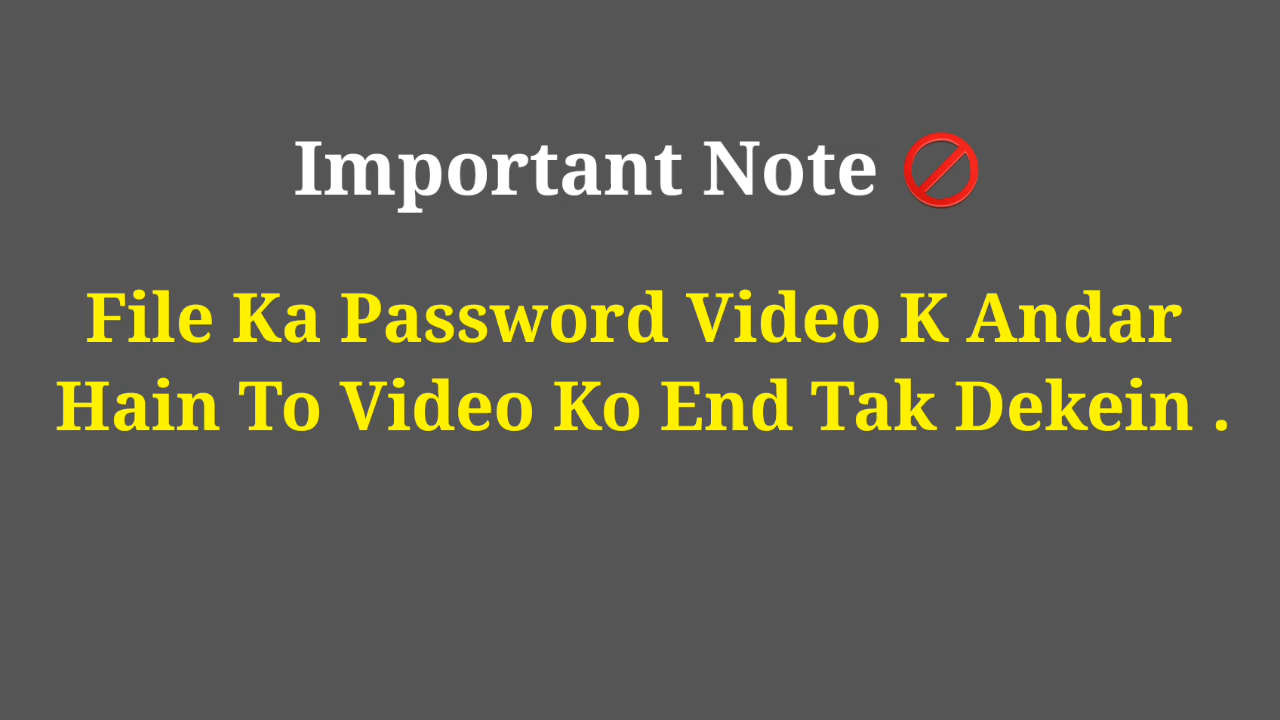 Important Note 🚫
File Ka Password Video K Andar
Hain To Video Ko End Tak Dekein .